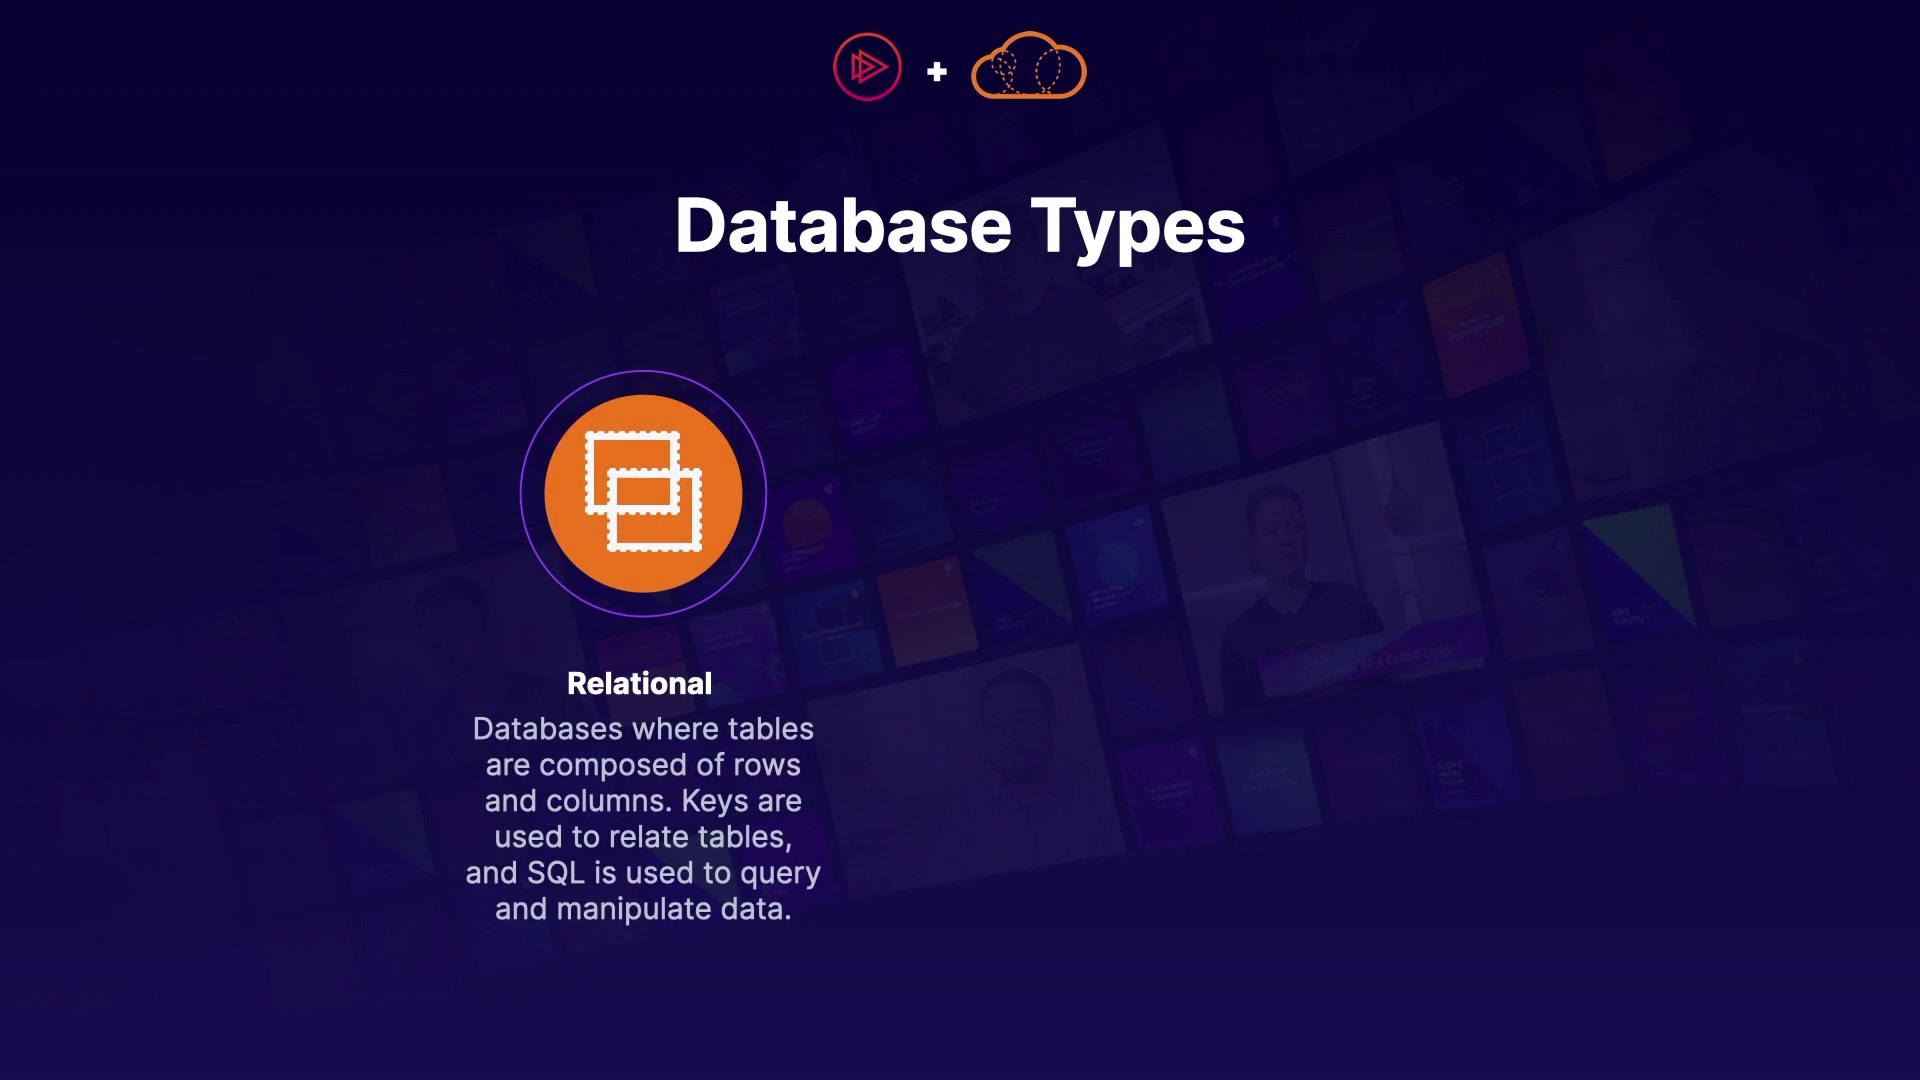 Database Types
Relational
Databases where tables
are composed of rows
and columns. Keys are
used to relate tables,
and SQL is used to query
and manipulate data.